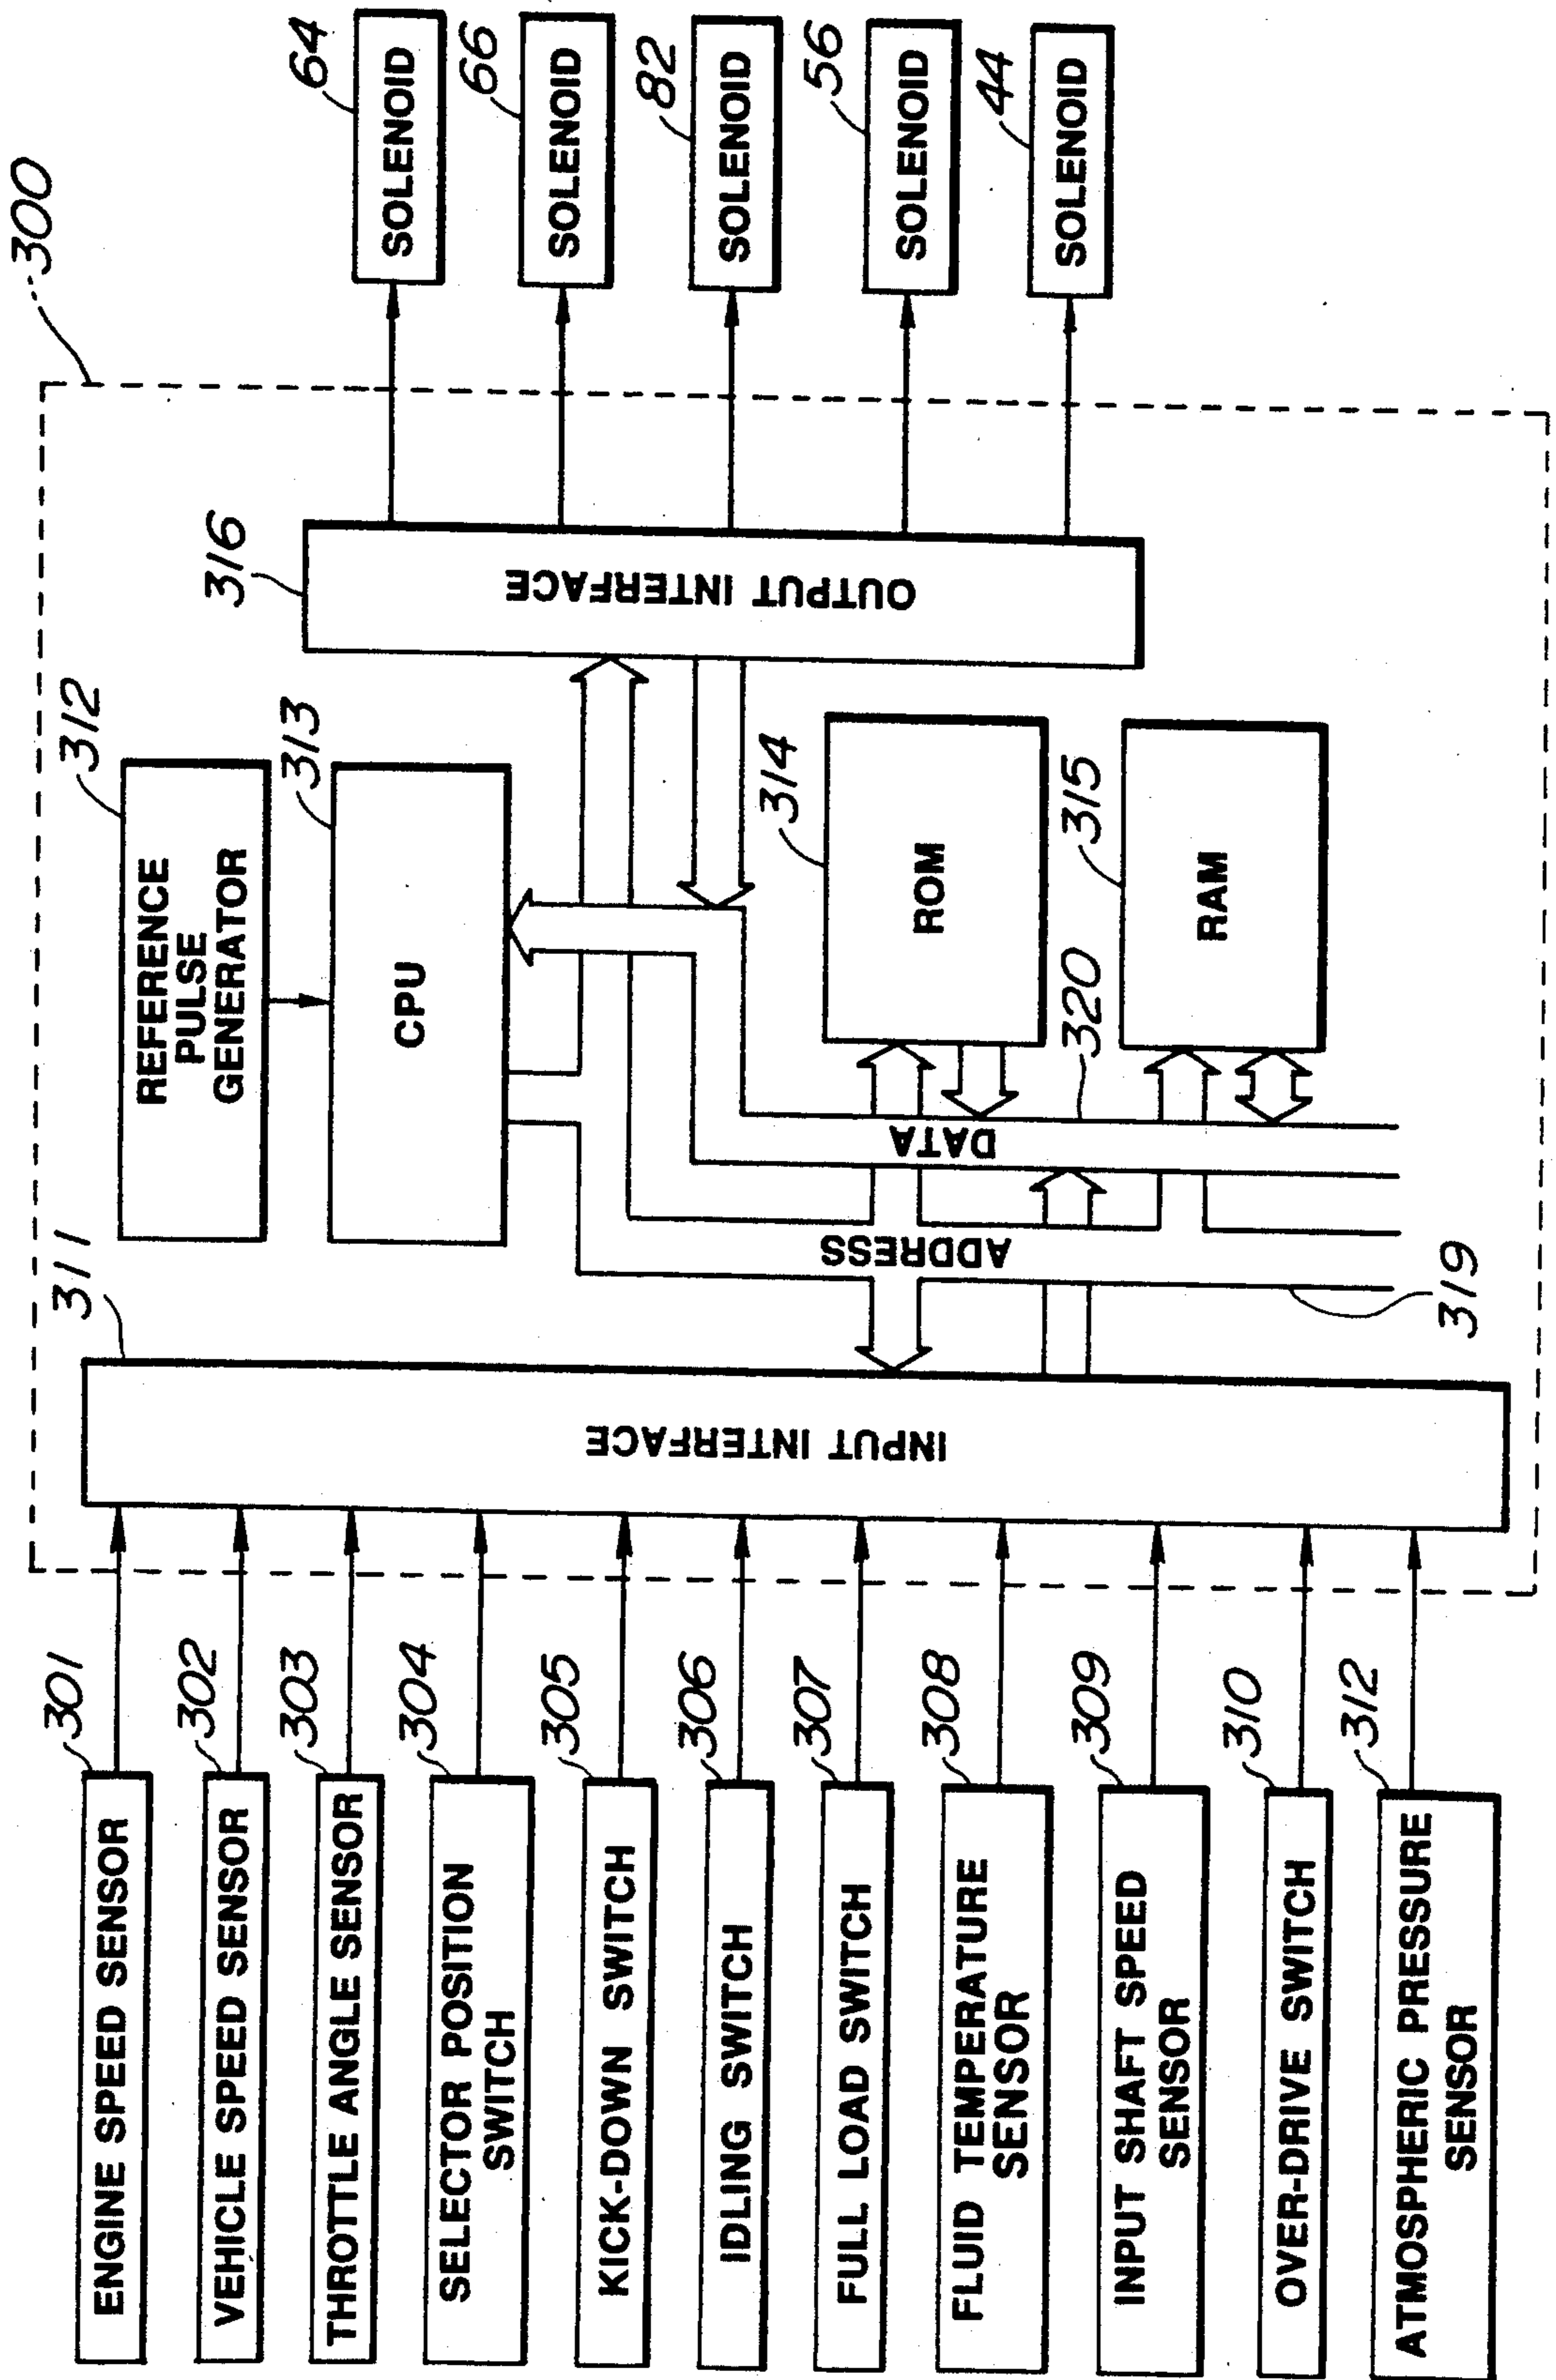 300
301
ENGINE SPEED SENSOR
302
VEHICLE SPEED SENSOR
303
THROTTLE ANGLE SENSOR
304
SELECTOR POSITION
SWITCH
305
KICK-DOWN SWITCH
306
IDLING SWITCH
307
FULL LOAD SWITCH
308
FLUID TEMPERATURE
SENSOR
309
INPUT SHAFT SPEED
SENSOR
310
OVER-DRIVE SWITCH
312
ATMOSPHERIC PRESSURE
SENSOR
311
INPUT INTERFACE
312
REFERENCE
PULSE
GENERATOR
313
CPU
ADDRESS
319
DATA
320
314
ROM
315
RAM
316
OUTPUT INTERFACE
64
SOLENOID
66
SOLENOID
82
SOLENOID
56
SOLENOID
44
SOLENOID